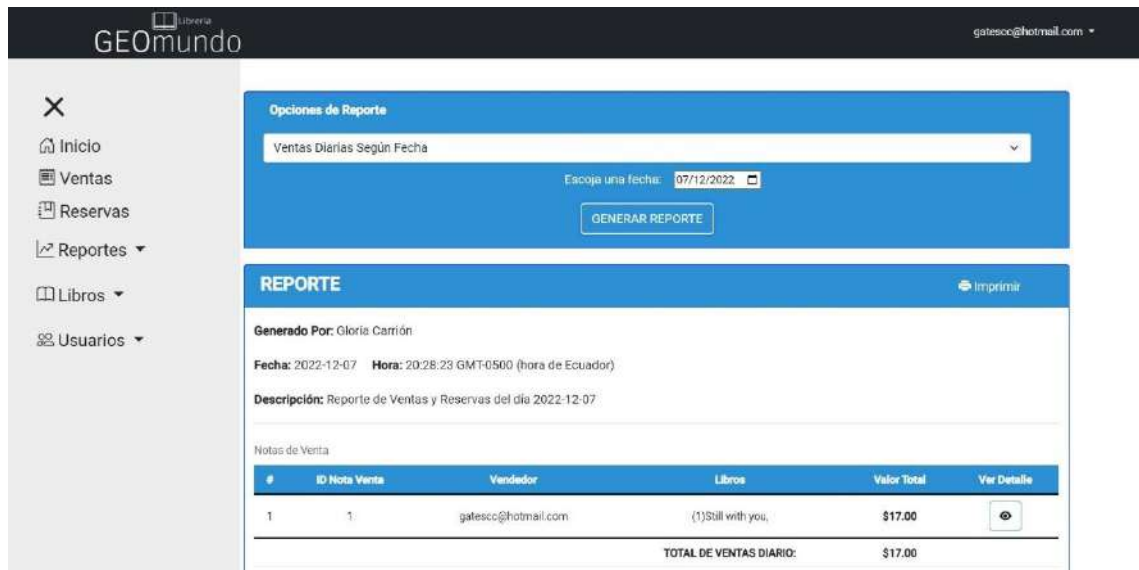 Librería
GEOmundo
gatescc@hotmail.com
Inicio
Ventas
Reservas
Reportes
Libros
Usuarios
Opciones de Reporte
Ventas Diarias Según Fecha
Escoja una fecha: 07/12/2022
GENERAR REPORTE
REPORTE
Imprimir
Generado Por: Gloria Carrión
Fecha: 2022-12-07 Hora: 20:28:23 GMT-0500 (hora de Ecuador)
Descripción: Reporte de Ventas y Reservas del día 2022-12-07
Notas de Venta
# ID Nota Venta Vendedor Libros Valor Total Ver Detalle
1 1 gatescc@hotmail.com (1)Still with you, $17.00
TOTAL DE VENTAS DIARIO: $17.00